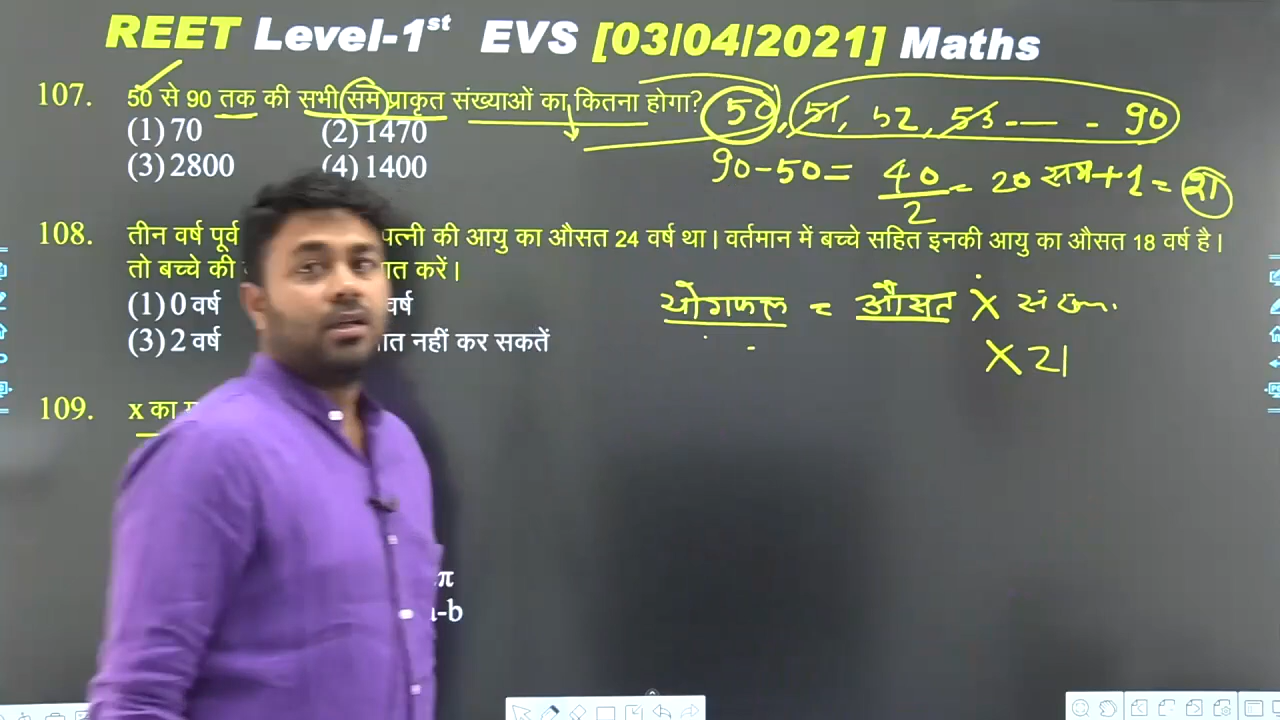 REET Level-1st EVS [03/04/2021] Maths
107. 50 से 90 तक की सभी सम प्राकृत संख्याओं का कितना होगा? 50, 51, 52, 53 --- - 90
(1) 70 (2) 1470
(3) 2800 (4) 1400
90-50= 40/2 = 20 सम+1 = 21
108. तीन वर्ष पूर्व पत्नी की आयु का औसत 24 वर्ष था। वर्तमान में बच्चे सहित इनकी आयु का औसत 18 वर्ष है।
तो बच्चे की करें।
(1) 0 वर्ष वर्ष
(3) 2 वर्ष नहीं कर सकतें
योगफल = औसत X
X 21
109. x का
π
-b